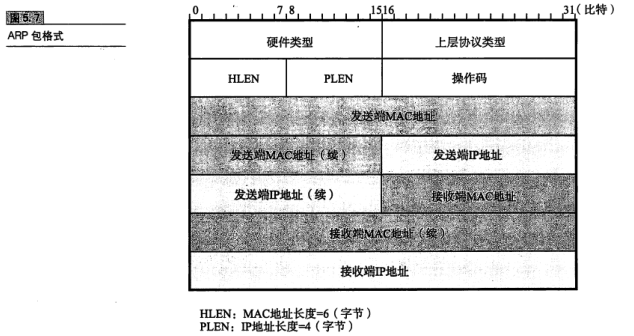 图5.7
ARP 包格式
0 7 8 1516 31(比特)
硬件类型 上层协议类型
HLEN PLEN 操作码
发送端MAC地址
发送端MAC地址(续) 发送端IP地址
发送端IP地址(续) 接收端MAC地址
接收端MAC地址(续)
接收端IP地址
HLEN:MAC地址长度=6(字节)
PLEN:IP地址长度=4(字节)